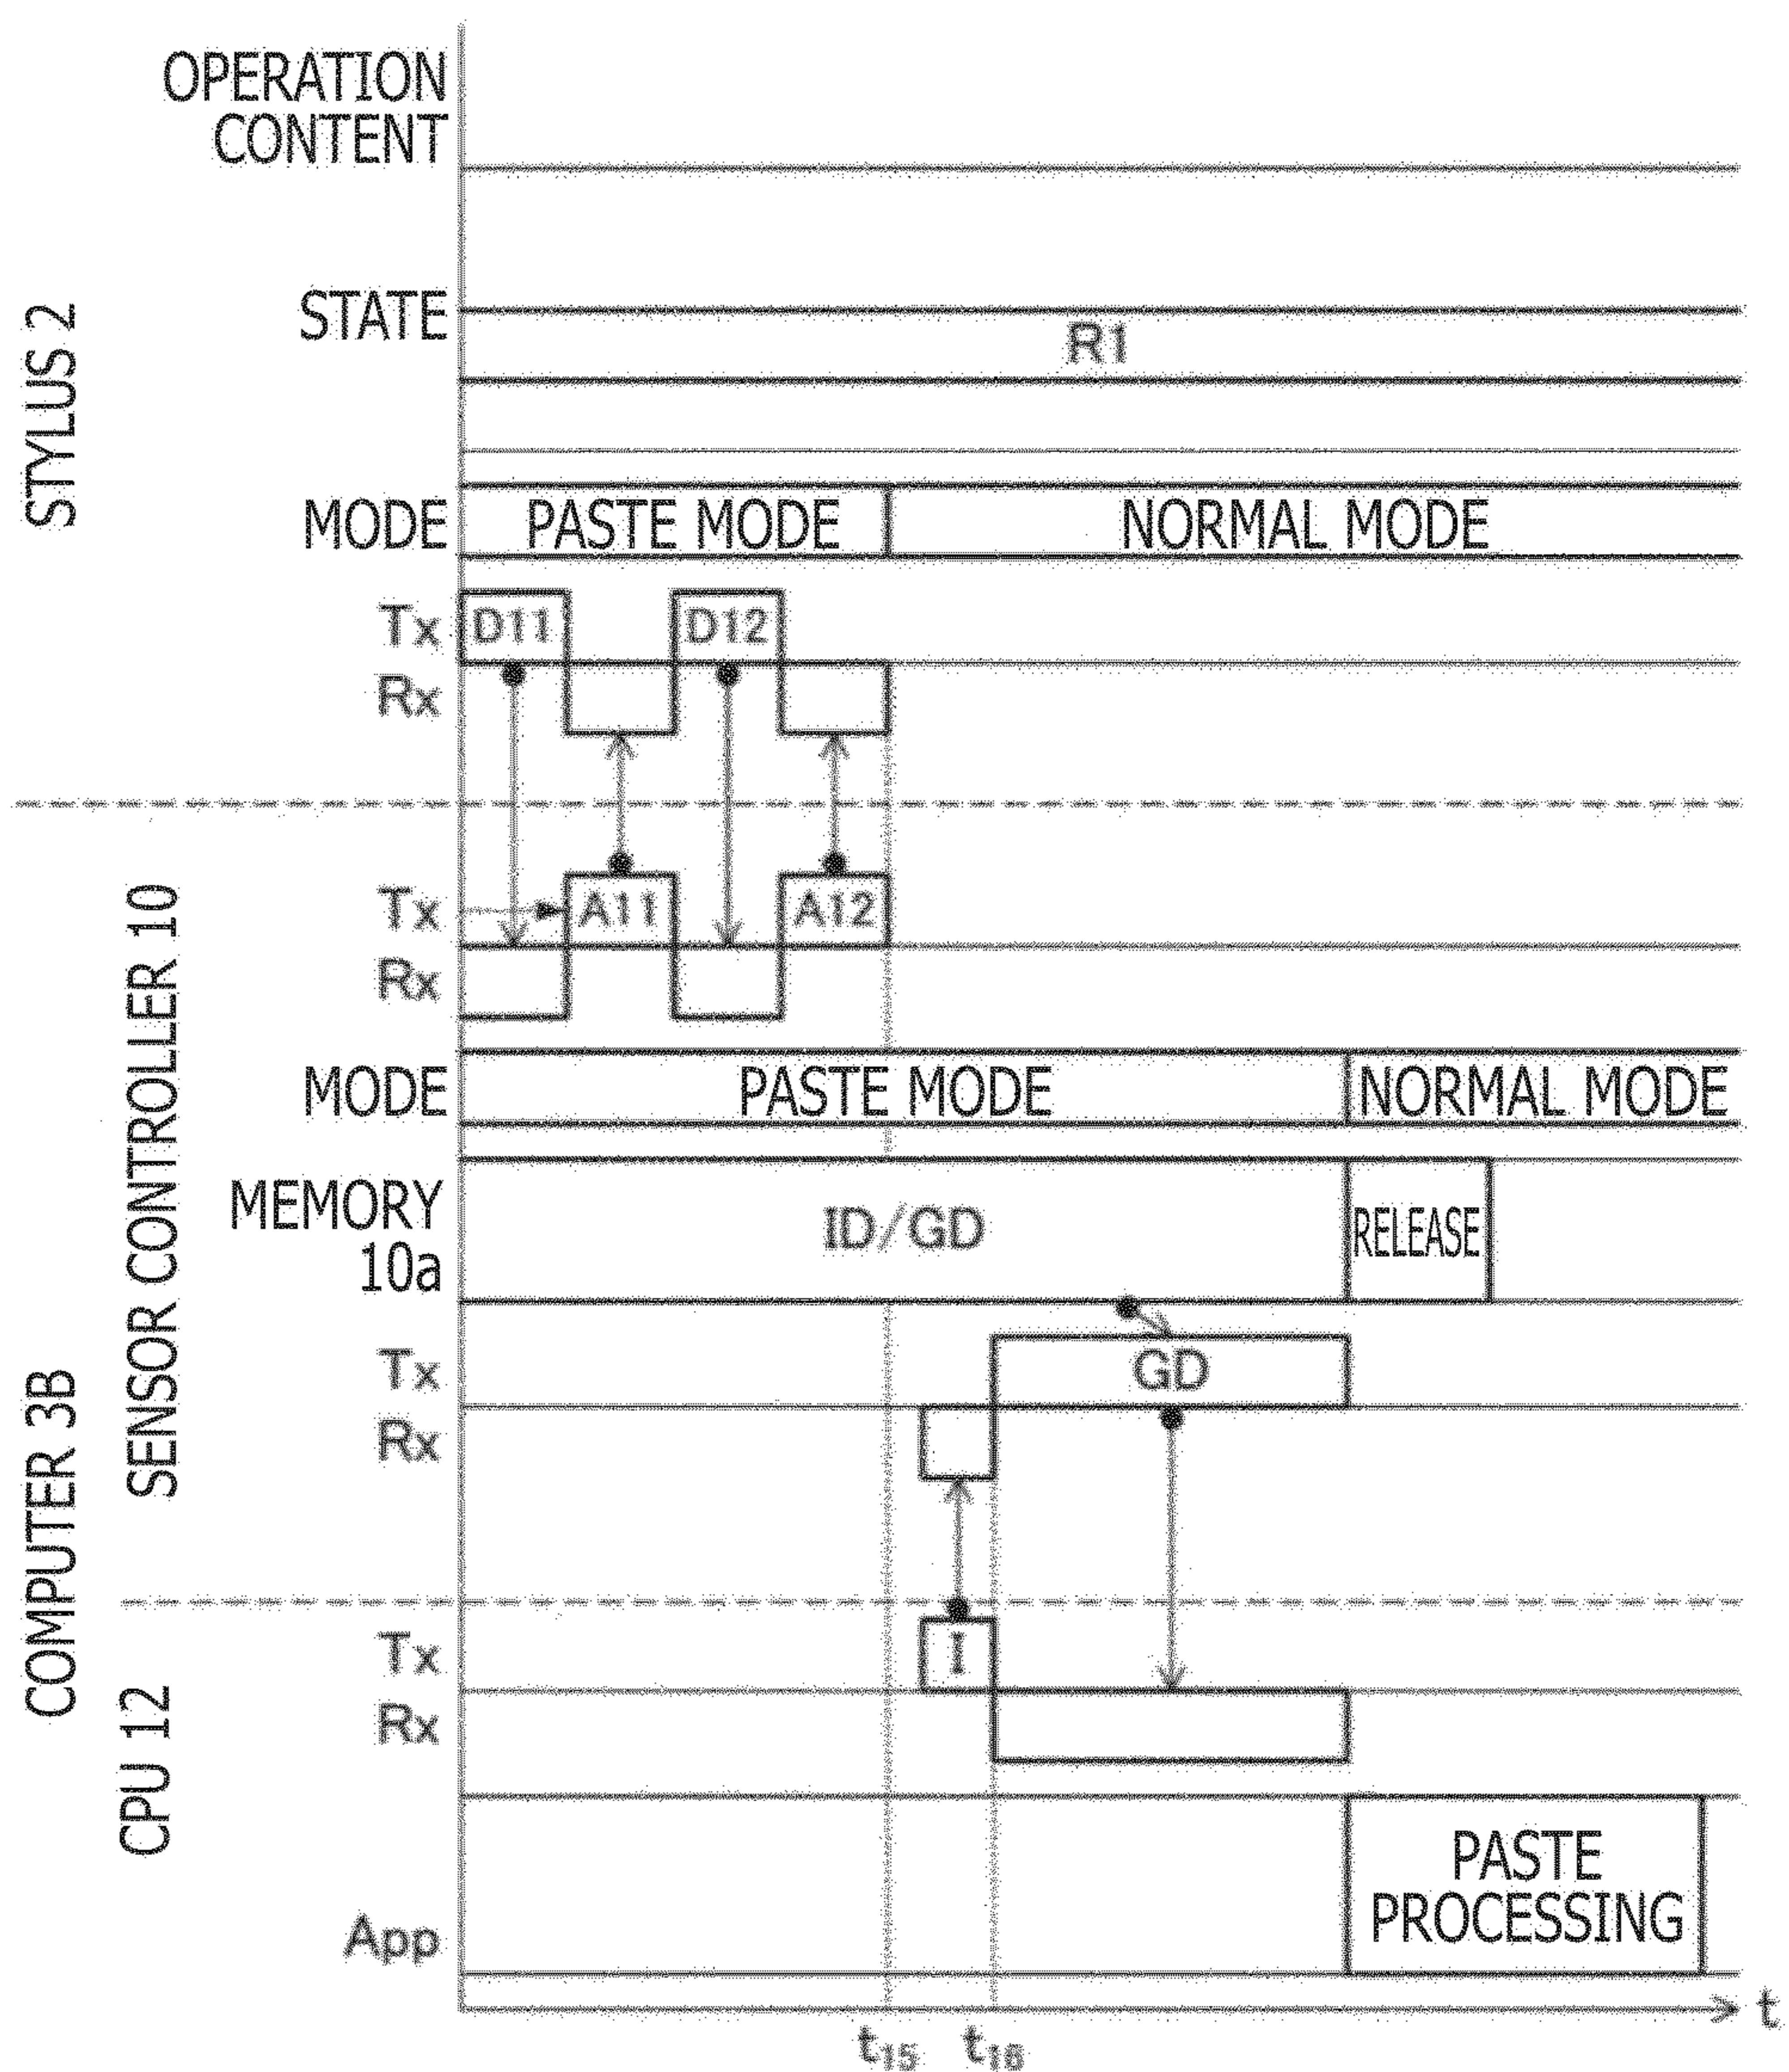 OPERATION
CONTENT
STYLUS 2
STATE
R1
MODE
PASTE MODE
NORMAL MODE
Tx
D11
D12
Rx
COMPUTER 3B
SENSOR CONTROLLER 10
Tx
A11
A12
Rx
MODE
PASTE MODE
NORMAL MODE
MEMORY
10a
ID/GD
RELEASE
Tx
GD
Rx
CPU 12
Tx
I
Rx
App
PASTE
PROCESSING
t
t15
t16